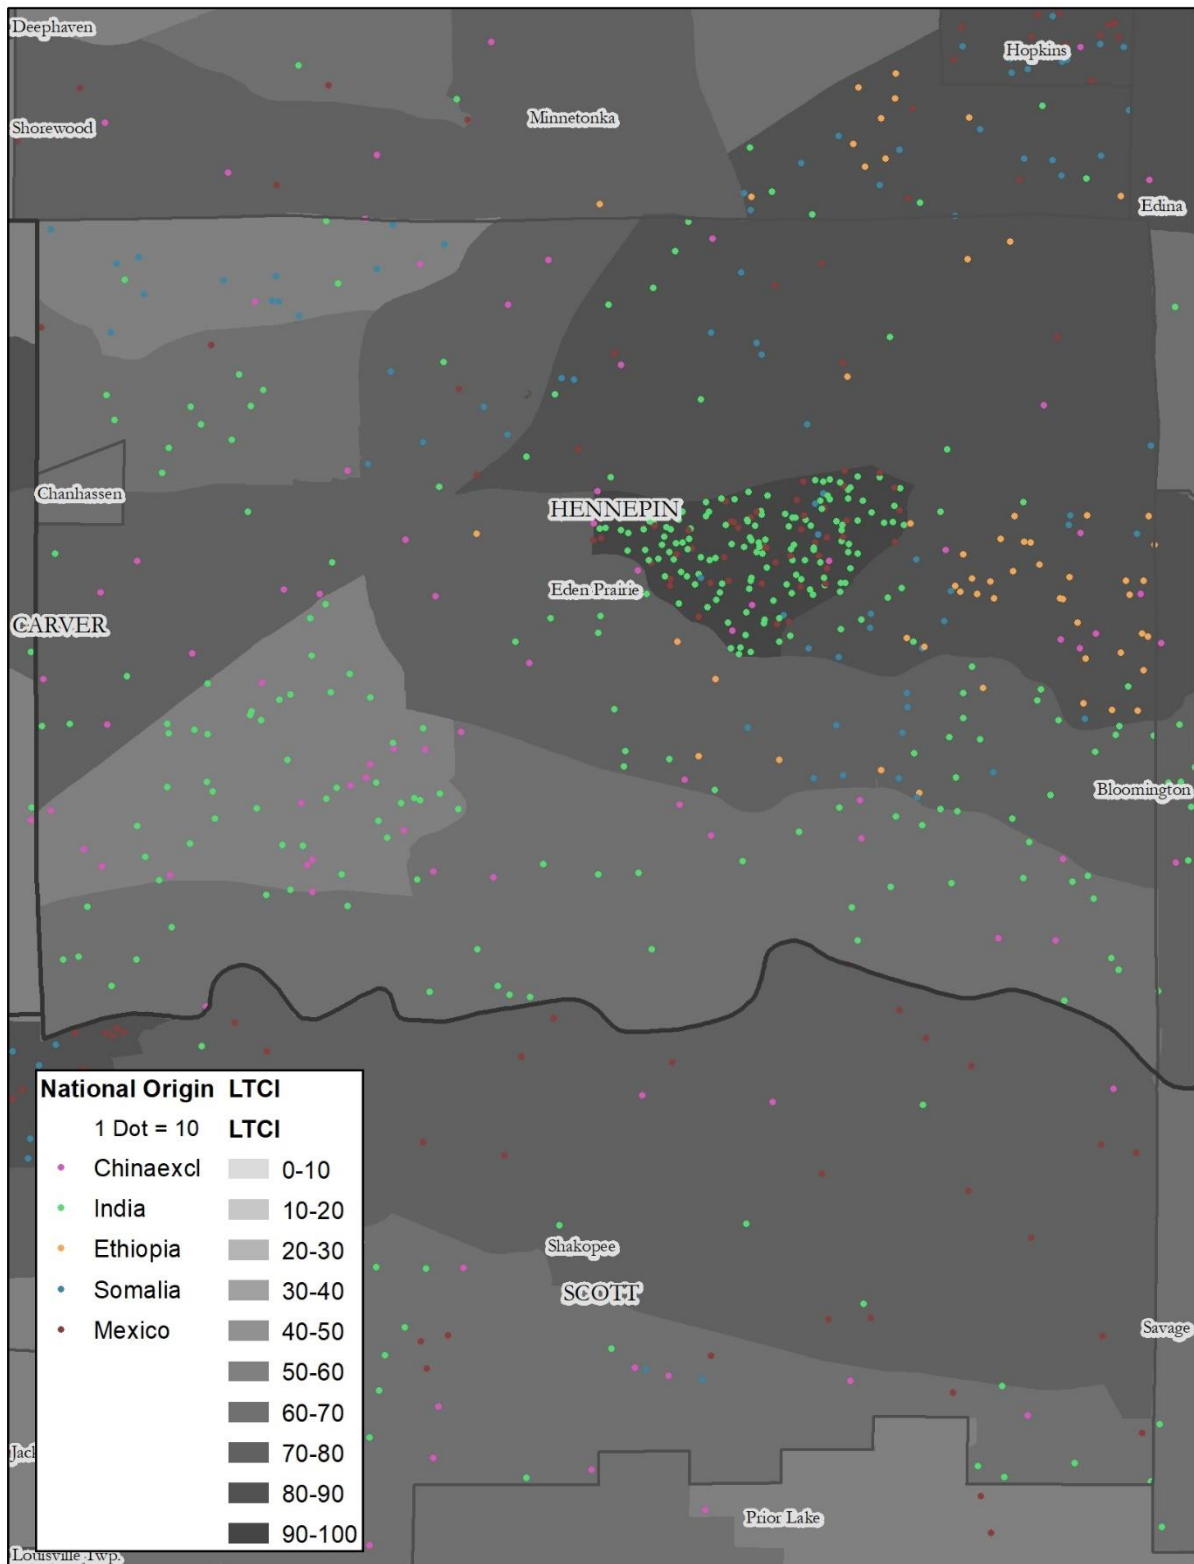 Deephaven
Hopkins
Minnetonka
Shorewood
Edina
Chanhassen
HENNEPIN
Eden Prairie
CARVER
Bloomington
National Origin LTCI
1 Dot = 10 LTCI
Chinaexcl 0-10
India 10-20
Ethiopia 20-30
Somalia 30-40
Mexico 40-50
50-60
60-70
70-80
80-90
90-100
Shakopee
SCOTT
Savage
Jack
Prior Lake
Louisville Twp.